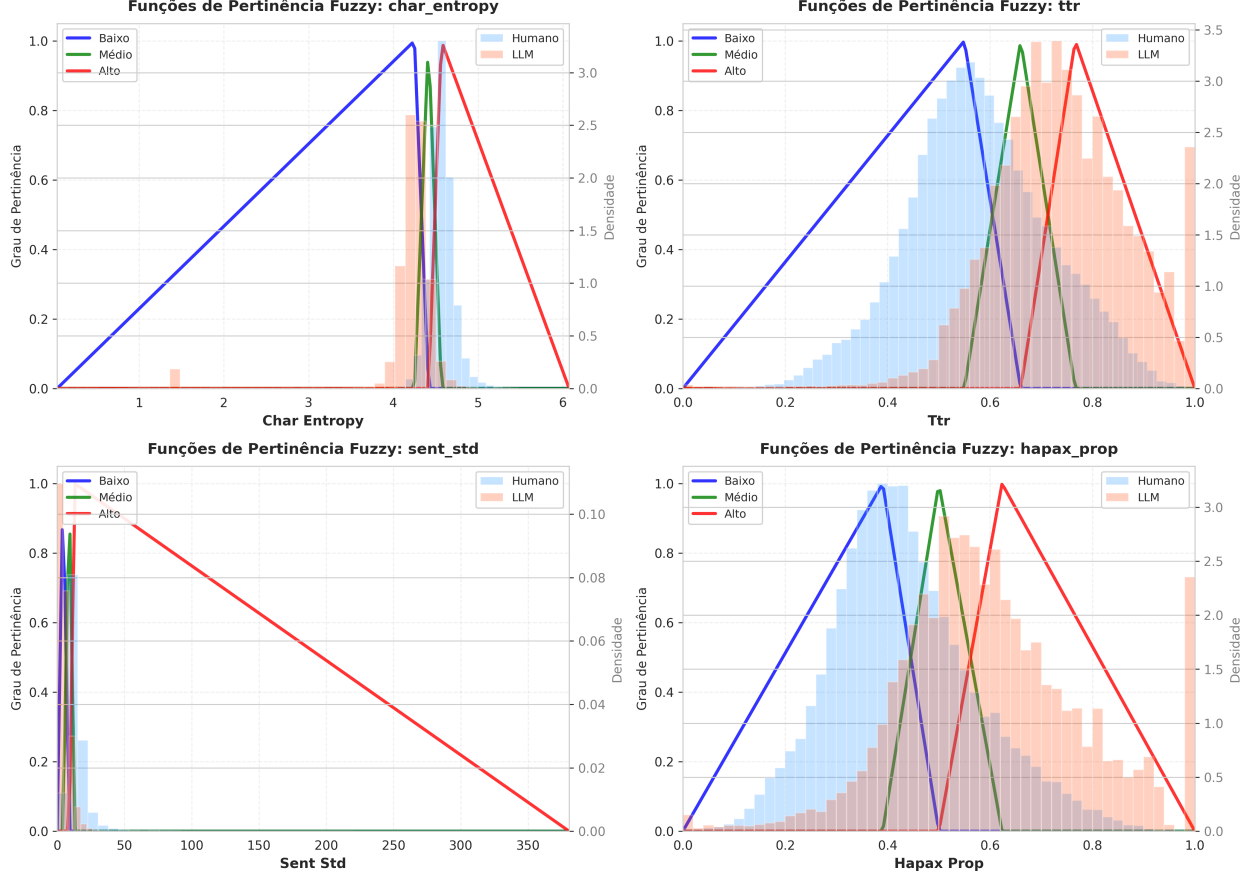 Funções de Pertinência Fuzzy: char_entropy
Baixo
Médio
Alto
Humano
LLM
Grau de Pertinência
1.0
0.8
0.6
0.4
0.2
0.0
3.0
2.5
2.0
1.5
1.0
0.5
0.0
Densidade
1 2 3 4 5 6
Char Entropy
Funções de Pertinência Fuzzy: ttr
Baixo
Médio
Alto
Humano
LLM
Grau de Pertinência
1.0
0.8
0.6
0.4
0.2
0.0
3.5
3.0
2.5
2.0
1.5
1.0
0.5
0.0
Densidade
0.0 0.2 0.4 0.6 0.8 1.0
Ttr
Funções de Pertinência Fuzzy: sent_std
Baixo
Médio
Alto
Humano
LLM
Grau de Pertinência
1.0
0.8
0.6
0.4
0.2
0.0
0.10
0.08
0.06
0.04
0.02
0.00
Densidade
0 50 100 150 200 250 300 350
Sent Std
Funções de Pertinência Fuzzy: hapax_prop
Baixo
Médio
Alto
Humano
LLM
Grau de Pertinência
1.0
0.8
0.6
0.4
0.2
0.0
3.0
2.5
2.0
1.5
1.0
0.5
0.0
Densidade
0.0 0.2 0.4 0.6 0.8 1.0
Hapax Prop